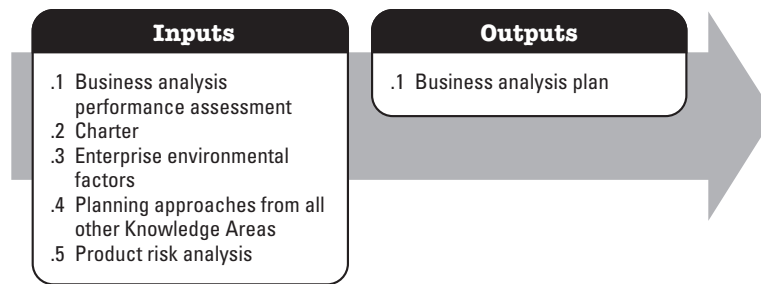 Inputs
.1 Business analysis
performance assessment
.2 Charter
.3 Enterprise environmental
factors
.4 Planning approaches from all
other Knowledge Areas
.5 Product risk analysis
Outputs
.1 Business analysis plan